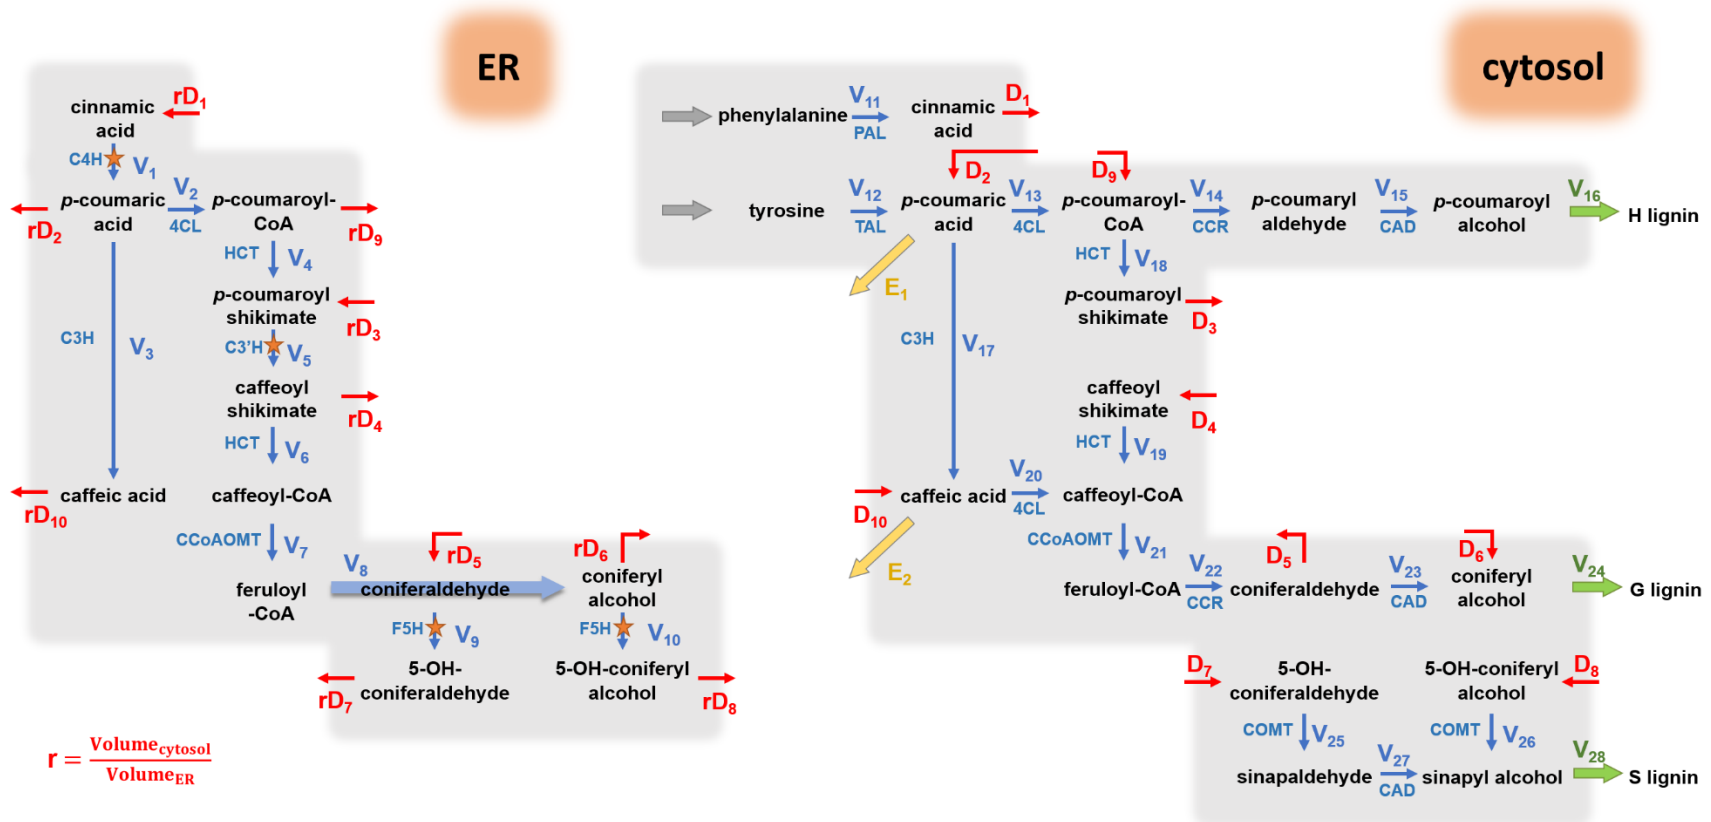 ER
cytosol
cinnamic
acid
rD1
C4H
V1
p-coumaric
acid
V2
4CL
p-coumaroyl-
CoA
rD2
rD9
HCT
V4
p-coumaroyl
shikimate
rD3
C3H
V3
C3'H
V5
caffeoyl
shikimate
rD4
HCT
V6
caffeic acid
rD10
caffeoyl-CoA
CCoAOMT
V7
V8
rD5
rD6
feruloyl
-CoA
coniferaldehyde
coniferyl
alcohol
F5H
V9
F5H
V10
5-OH-
coniferaldehyde
5-OH-coniferyl
alcohol
rD7
rD8
r = Volumecytosol
VolumeER
phenylalanine
V11
PAL
cinnamic
acid
D1
D2
D9
tyrosine
V12
TAL
p-coumaric
acid
V13
4CL
p-coumaroyl-
CoA
V14
CCR
p-coumaryl
aldehyde
V15
CAD
p-coumaroyl
alcohol
V16
H lignin
E1
HCT
V18
p-coumaroyl
shikimate
D3
C3H
V17
caffeoyl
shikimate
D4
HCT
V19
D10
caffeic acid
V20
4CL
caffeoyl-CoA
E2
CCoAOMT
V21
feruloyl-CoA
V22
CCR
D5
coniferaldehyde
V23
CAD
D6
coniferyl
alcohol
V24
G lignin
D7
5-OH-
coniferaldehyde
5-OH-coniferyl
alcohol
D8
COMT
V25
COMT
V26
sinapaldehyde
V27
CAD
sinapyl alcohol
V28
S lignin